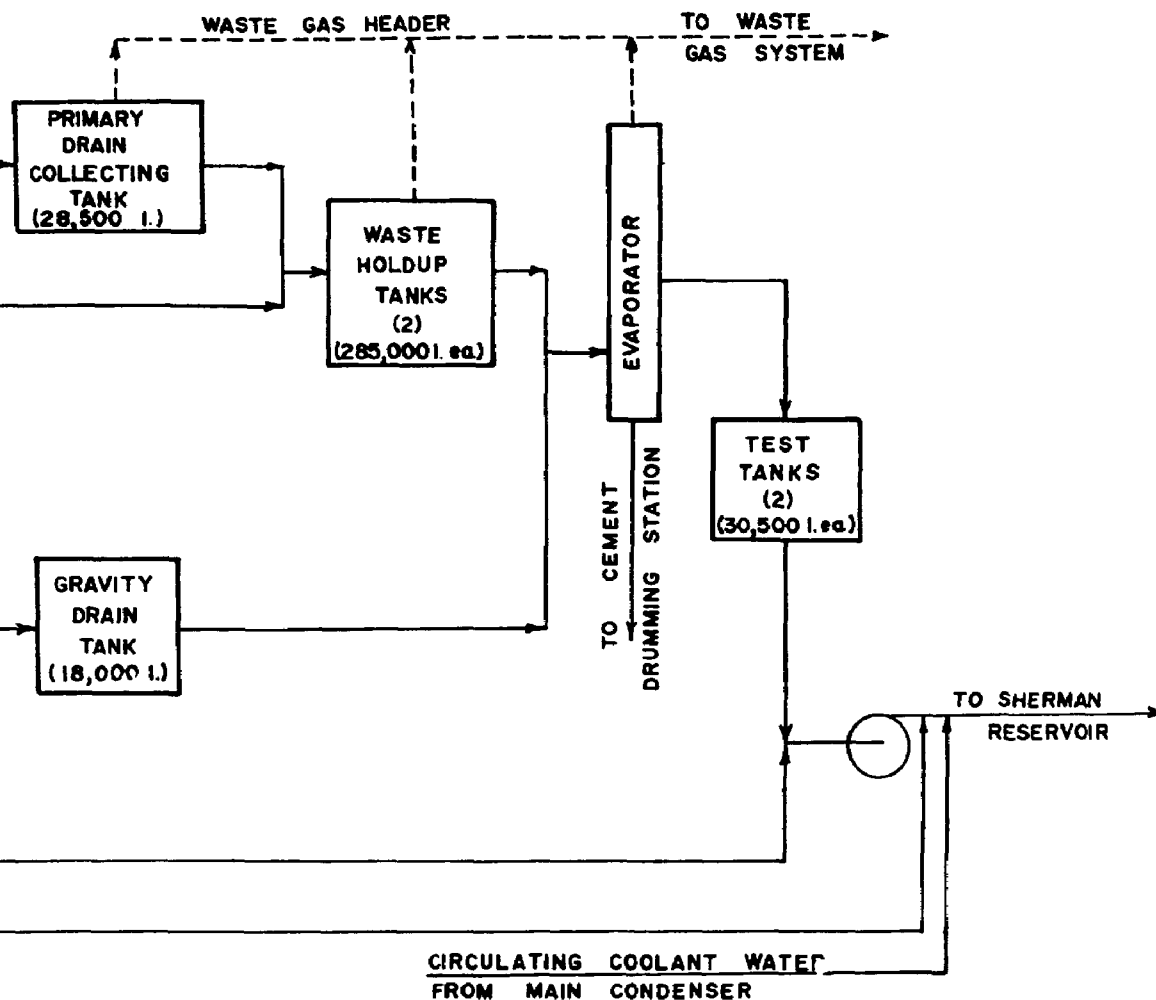 WASTE GAS HEADER
TO WASTE
GAS SYSTEM
PRIMARY
DRAIN
COLLECTING
TANK
(28,500 l.)
WASTE
HOLDUP
TANKS
(2)
(285,000 l. ea)
EVAPORATOR
TEST
TANKS
(2)
(30,500 l. ea)
TO CEMENT
DRUMMING STATION
GRAVITY
DRAIN
TANK
(18,000 l.)
TO SHERMAN
RESERVOIR
CIRCULATING COOLANT WATER
FROM MAIN CONDENSER